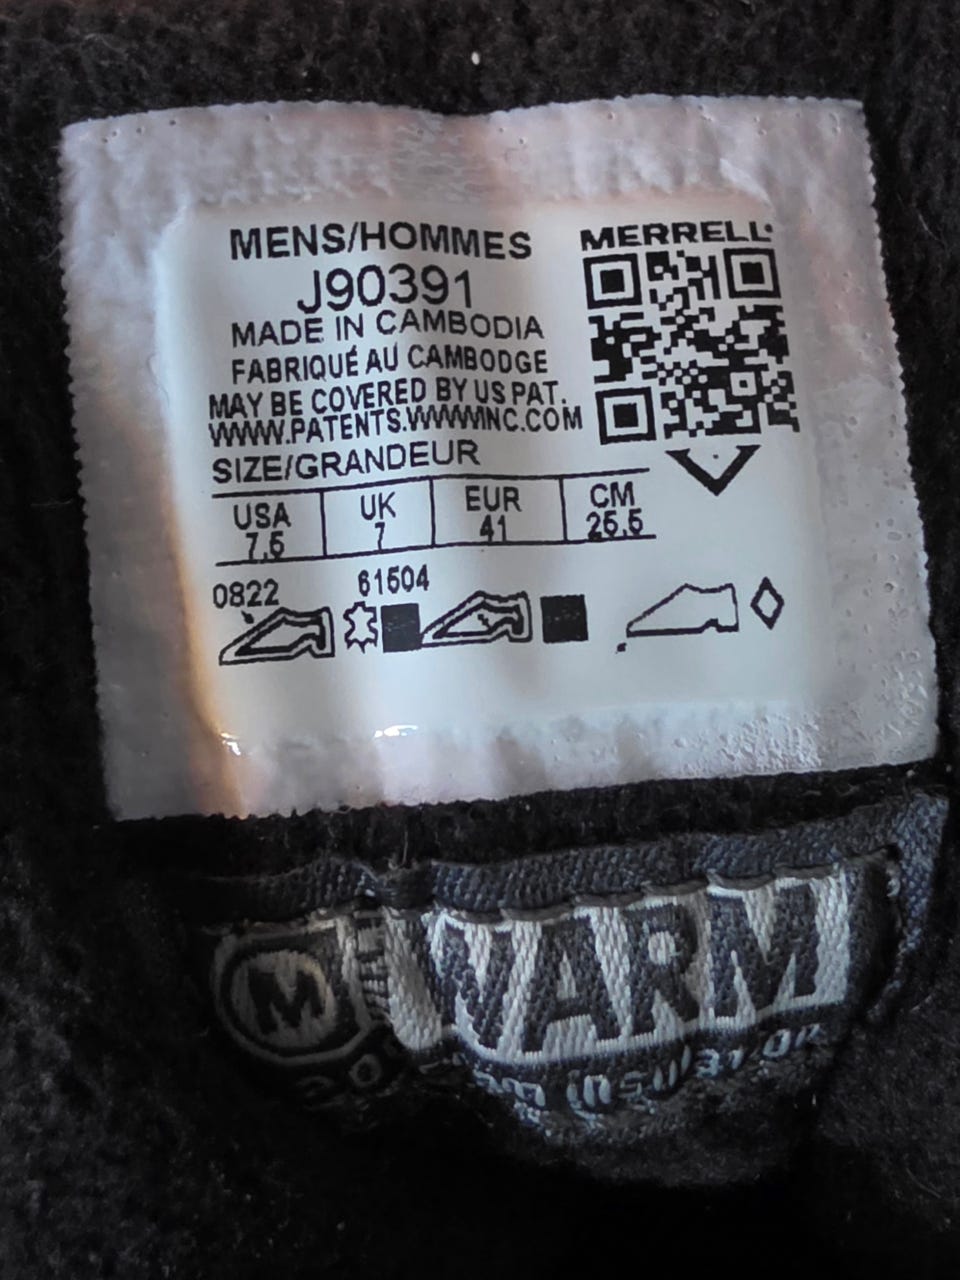 MENS/HOMMES
MERRELL
J90391
MADE IN CAMBODIA
FABRIQUÉ AU CAMBODGE
MAY BE COVERED BY US PAT.
WWW.PATENTS.WWWINC.COM
SIZE/GRANDEUR
USA UK EUR CM
7.5 7 41 25.5
0822 61504
M WARM
insulation